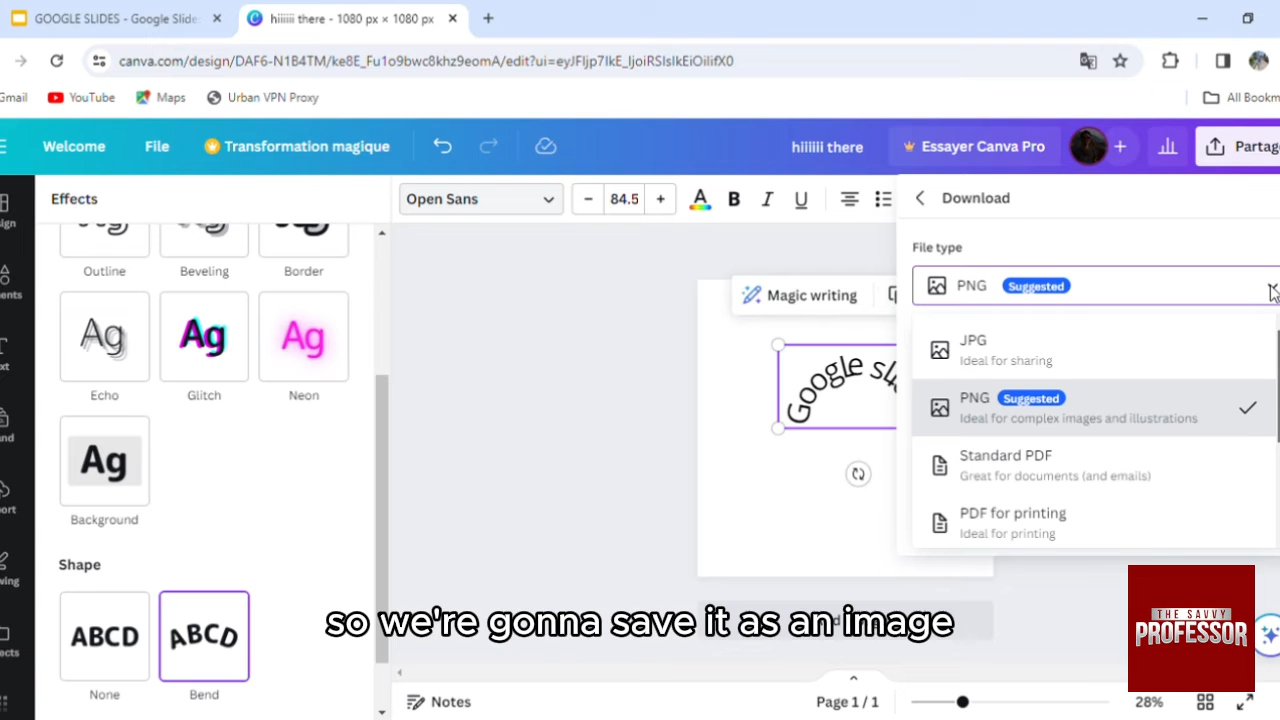 GOOGLE SLIDES - Google Slide
hiiiiii there - 1080 px × 1080 px
canva.com/design/DAF6-N1B4TM/ke8E_Fu1o9bwc8khz9eomA/edit?ui=eyJFIjp7IkE_IjoiRSIsIkEiOiIifX0
Gmail
YouTube
Maps
Urban VPN Proxy
All Bookm
Welcome
File
Transformation magique
hiiiiii there
Essayer Canva Pro
Partag
Effects
Open Sans
84.5
A
B
I
U
Download
File type
PNG Suggested
JPG
Ideal for sharing
PNG Suggested
Ideal for complex images and illustrations
Standard PDF
Great for documents (and emails)
PDF for printing
Ideal for printing
Magic writing
Google sl
Outline
Beveling
Border
Ag
Ag
Ag
Echo
Glitch
Neon
Ag
Background
Shape
ABCD
ABCD
None
Bend
so we're gonna save it as an image
THE SAVVY
PROFESSOR
Notes
Page 1 / 1
28%